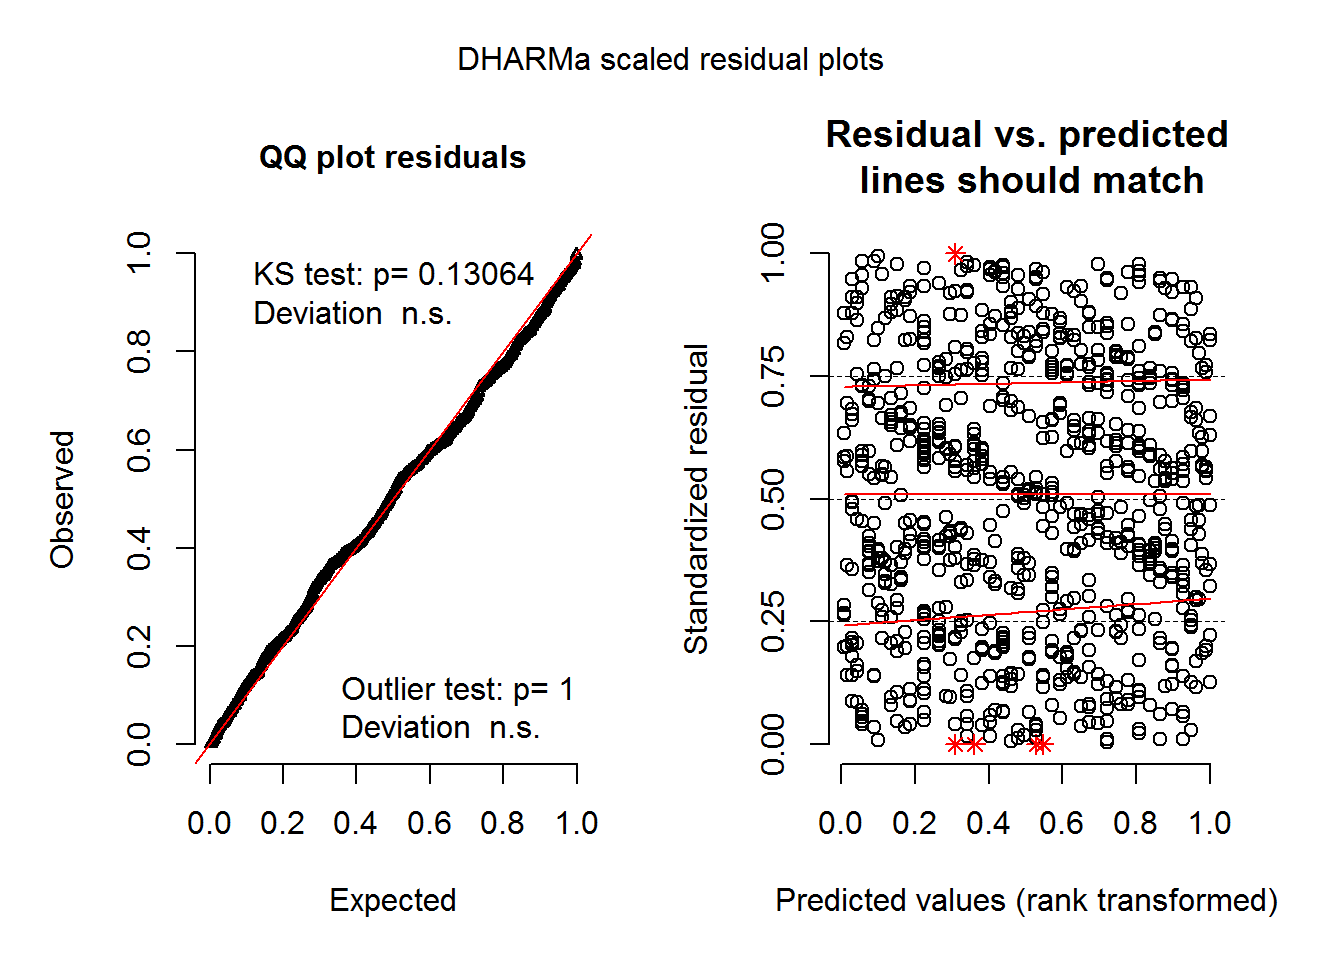 DHARMa scaled residual plots
QQ plot residuals
KS test: p= 0.13064
Deviation  n.s.
Outlier test: p= 1
Deviation  n.s.
Observed
0.0 0.2 0.4 0.6 0.8 1.0
0.0 0.2 0.4 0.6 0.8 1.0
Expected
Residual vs. predicted
lines should match
Standardized residual
0.00 0.25 0.50 0.75 1.00
0.0 0.2 0.4 0.6 0.8 1.0
Predicted values (rank transformed)